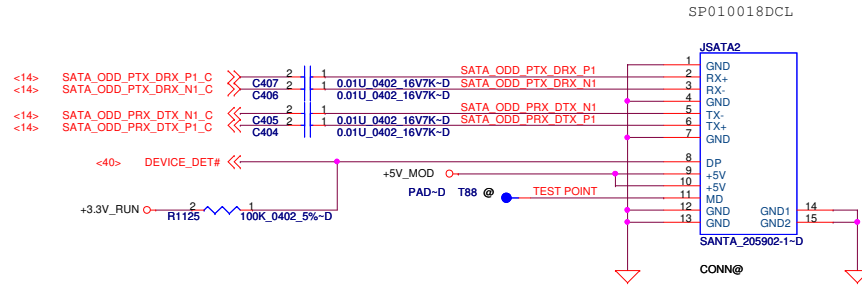 SP010018DCL
JSATA2
<14> SATA_ODD_PTX_DRX_P1_C C407 2 1 0.01U_0402_16V7K~D SATA_ODD_PTX_DRX_P1 1 GND
<14> SATA_ODD_PTX_DRX_N1_C C406 2 1 0.01U_0402_16V7K~D SATA_ODD_PTX_DRX_N1 2 RX+
3 RX-
4 GND
<14> SATA_ODD_PRX_DTX_N1_C C405 2 1 0.01U_0402_16V7K~D SATA_ODD_PRX_DTX_N1 5 TX-
<14> SATA_ODD_PRX_DTX_P1_C C404 2 1 0.01U_0402_16V7K~D SATA_ODD_PRX_DTX_P1 6 TX+
7 GND
<40> DEVICE_DET# 8 DP
+5V_MOD 9 +5V
10 +5V
PAD~D T88 @ TEST POINT 11 MD
+3.3V_RUN 2 1 12 GND GND1 14
R1125 100K_0402_5%~D 13 GND GND2 15
SANTA_205902-1~D
CONN@